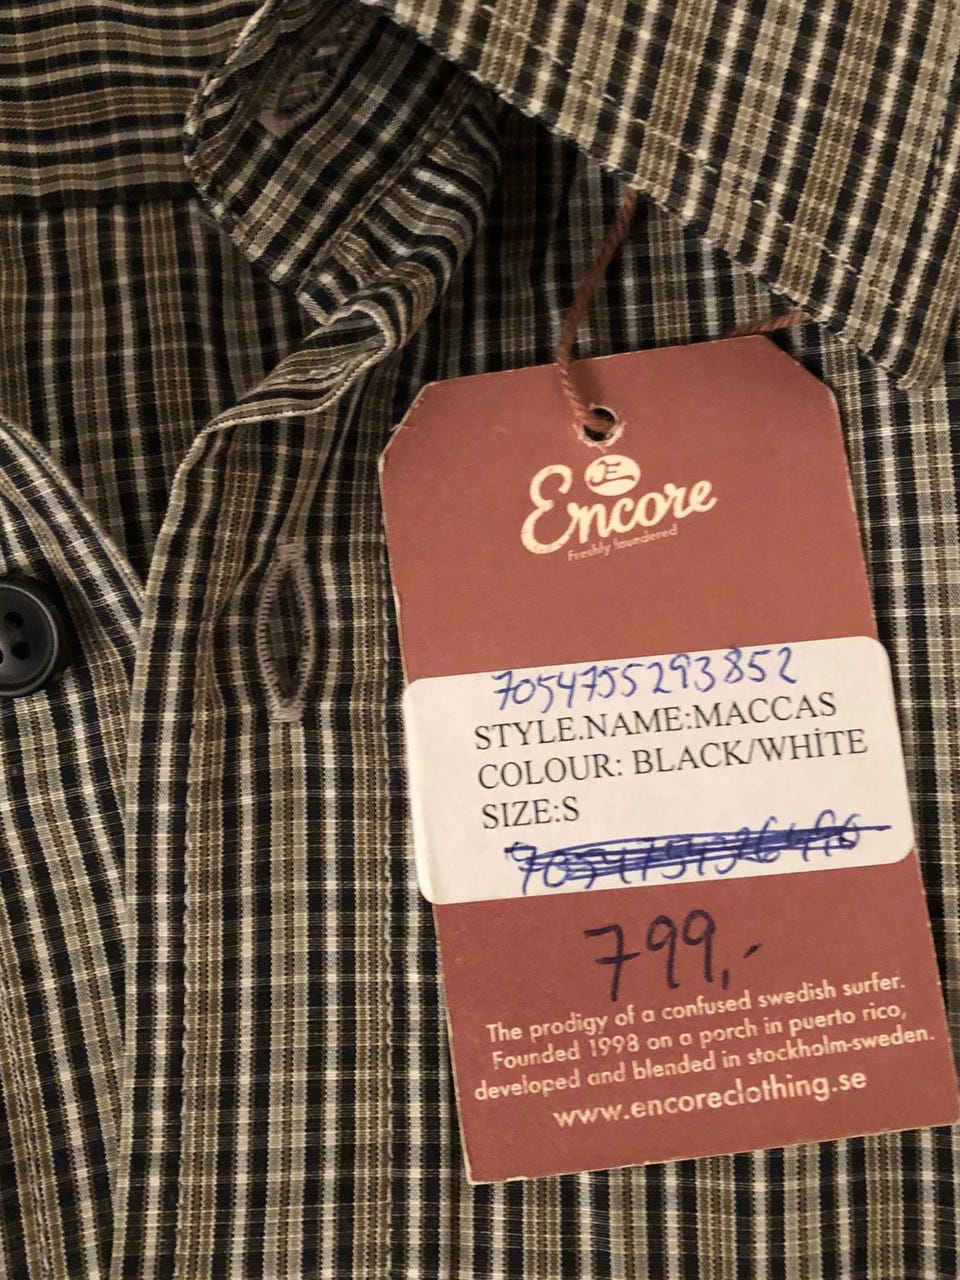 Encore
Freshly laundered
7054755293852
STYLE.NAME:MACCAS
COLOUR: BLACK/WHİTE
SIZE:S
799,-
The prodigy of a confused swedish surfer.
Founded 1998 on a porch in puerto rico,
developed and blended in stockholm-sweden.
www.encoreclothing.se